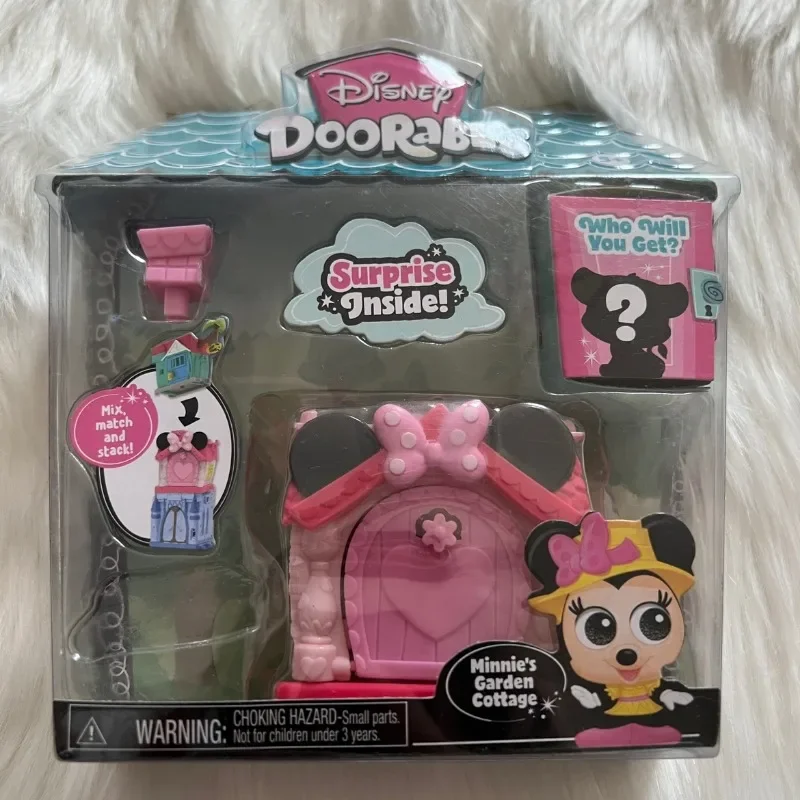 Disney
DOORABLES
Surprise
Inside!
Who Will
You Get?
?
1
Mix,
match
and
stack!
Minnie's
Garden
Cottage
WARNING: CHOKING HAZARD-Small parts.
Not for children under 3 years.